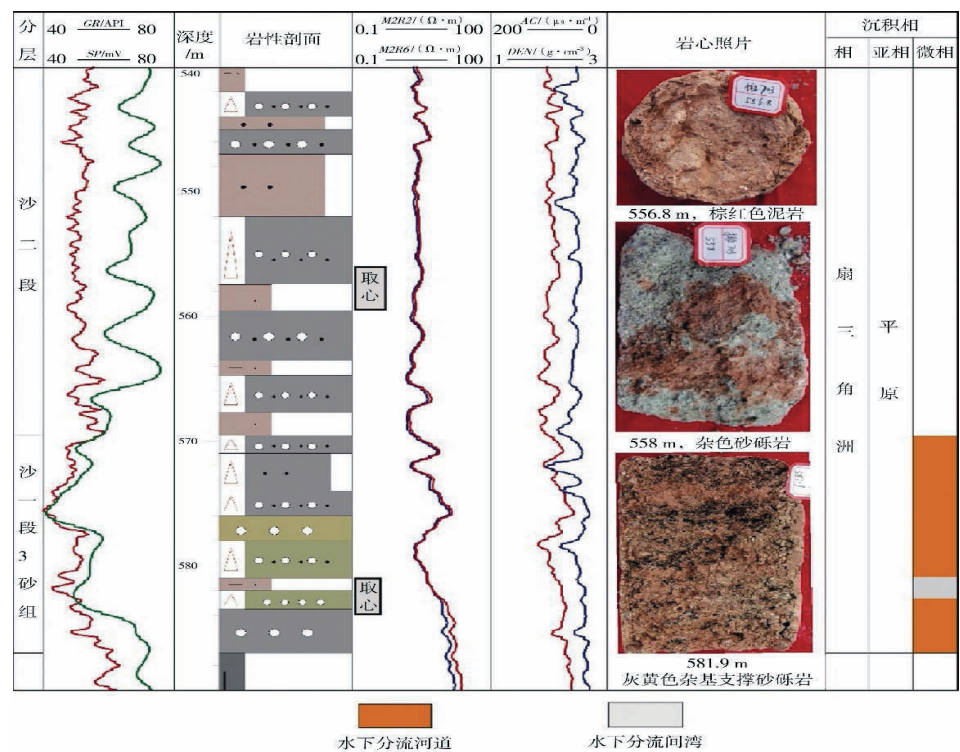 分层
40 GR/API 80
40 SP/mV 80
深度/m
岩性剖面
0.1 M2R2/(Ω·m) 100
0.1 M2R6/(Ω·m) 100
200 AC/(μs·m⁻¹) 0
1 DEN/(g·cm⁻³) 3
岩心照片
沉积相
相
亚相
微相
540
550
560
570
580
沙二段
沙一段3砂组
取心
取心
556.8 m，棕红色泥岩
558 m，杂色砂砾岩
581.9 m
灰黄色杂基支撑砂砾岩
扇三角洲
平原
水下分流河道
水下分流间湾